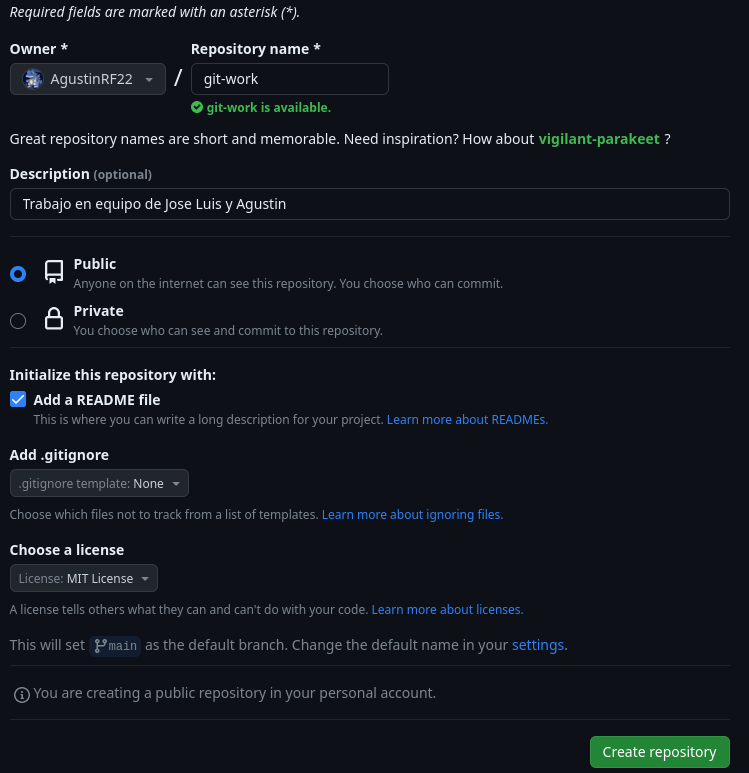 Required fields are marked with an asterisk (*).
Owner * Repository name *
AgustinRF22 / git-work
git-work is available.
Great repository names are short and memorable. Need inspiration? How about vigilant-parakeet ?
Description (optional)
Trabajo en equipo de Jose Luis y Agustin
Public
Anyone on the internet can see this repository. You choose who can commit.
Private
You choose who can see and commit to this repository.
Initialize this repository with:
Add a README file
This is where you can write a long description for your project. Learn more about READMEs.
Add .gitignore
.gitignore template: None
Choose which files not to track from a list of templates. Learn more about ignoring files.
Choose a license
License: MIT License
A license tells others what they can and can't do with your code. Learn more about licenses.
This will set main as the default branch. Change the default name in your settings.
You are creating a public repository in your personal account.
Create repository